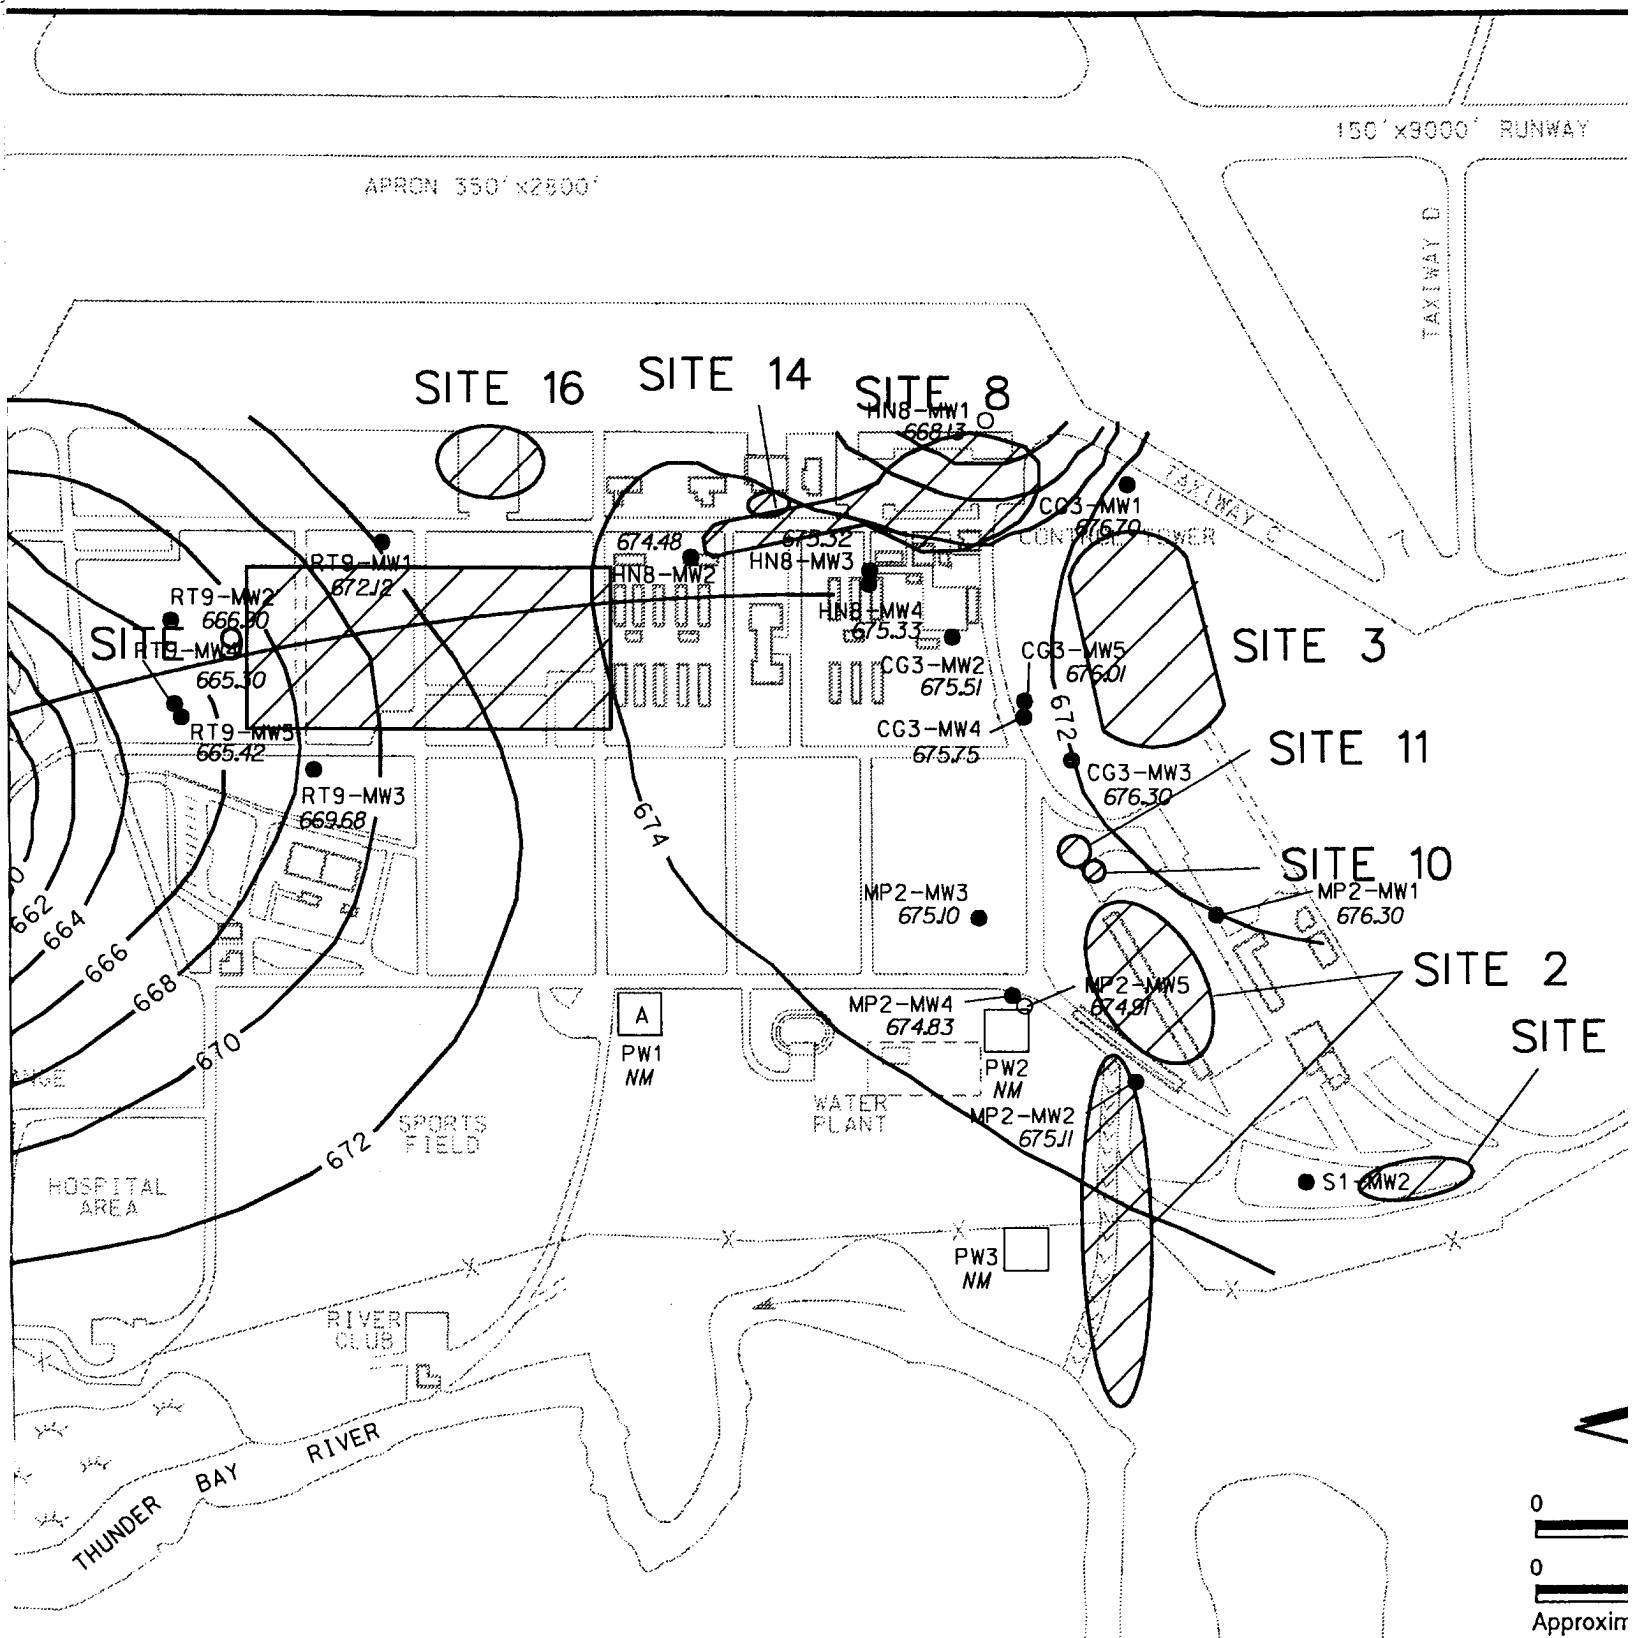 150'x9000' RUNWAY
APRON 350'x2800'
TAXIWAY D
SITE 16
SITE 14
SITE 8
HN8-MW1
668.13
TAXIWAY C
CG3-MW1
676.70
CONTROL TOWER
674.48
HN8-MW2
675.32
HN8-MW3
HN8-MW4
675.33
RT9-MW1
672.12
RT9-MW2
666.90
SITE 9
RT9-MW4
665.30
RT9-MW5
665.42
RT9-MW3
669.68
CG3-MW2
675.51
CG3-MW5
676.01
CG3-MW4
675.75
SITE 3
672
SITE 11
CG3-MW3
676.30
674
SITE 10
MP2-MW1
676.30
MP2-MW3
675.10
662
664
666
668
670
672
SITE 2
MP2-MW5
674.91
MP2-MW4
674.83
SITE
A
PW1
NM
PW2
NM
WATER
PLANT
MP2-MW2
675.11
SPORTS
FIELD
HOSPITAL
AREA
S1-MW2
X
X
X
X
X
PW3
NM
RIVER
CLUB
THUNDER BAY RIVER
0
0
Approxim